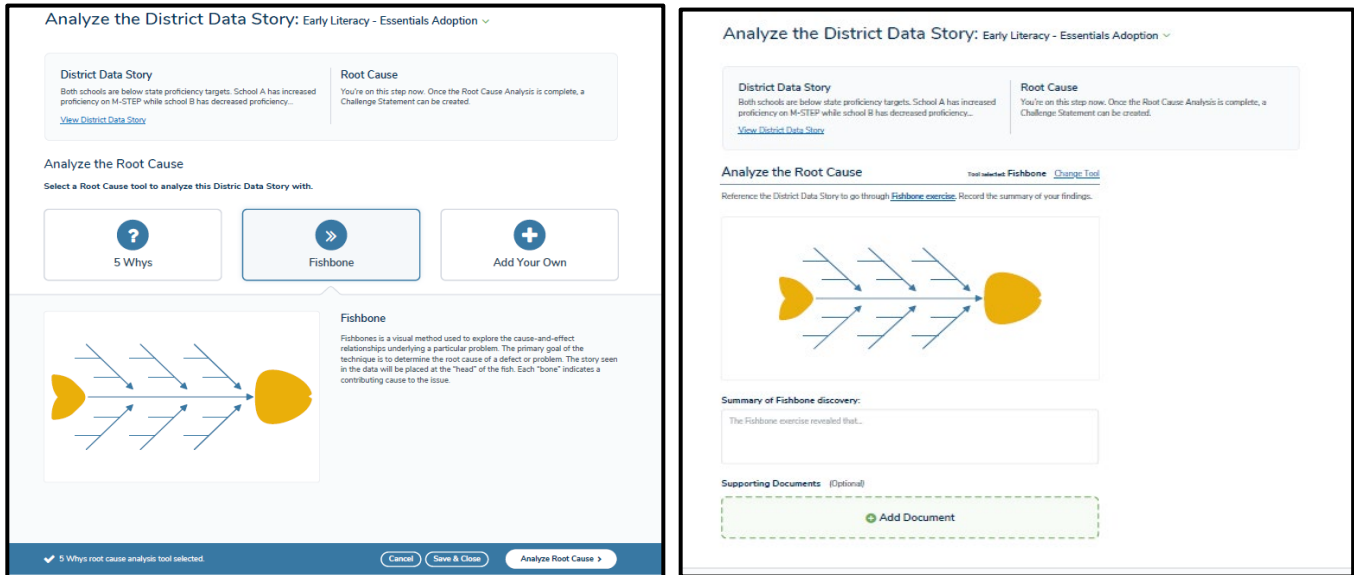 Analyze the District Data Story: Early Literacy - Essentials Adoption
District Data Story
Both schools are below state proficiency targets. School A has increased
proficiency on M-STEP while school B has decreased proficiency...
View District Data Story
Root Cause
You're on this step now. Once the Root Cause Analysis is complete, a
Challenge Statement can be created.
Analyze the Root Cause
Select a Root Cause tool to analyze this Distric Data Story with.
?
5 Whys
Fishbone
Add Your Own
Fishbone
Fishbones is a visual method used to explore the cause-and-effect
relationships underlying a particular problem. The primary goal of the
technique is to determine the root cause of a defect or problem. The story seen
in the data will be placed at the "head" of the fish. Each "bone" indicates a
contributing cause to the issue.
5 Whys root cause analysis tool selected.
Cancel
Save & Close
Analyze Root Cause >
Analyze the District Data Story: Early Literacy - Essentials Adoption
District Data Story
Both schools are below state proficiency targets. School A has increased
proficiency on M-STEP while school B has decreased proficiency...
View District Data Story
Root Cause
You're on this step now. Once the Root Cause Analysis is complete, a
Challenge Statement can be created.
Analyze the Root Cause
Tool selected: Fishbone Change Tool
Reference the District Data Story to go through Fishbone exercise. Record the summary of your findings.
Summary of Fishbone discovery:
The Fishbone exercise revealed that...
Supporting Documents (Optional)
Add Document